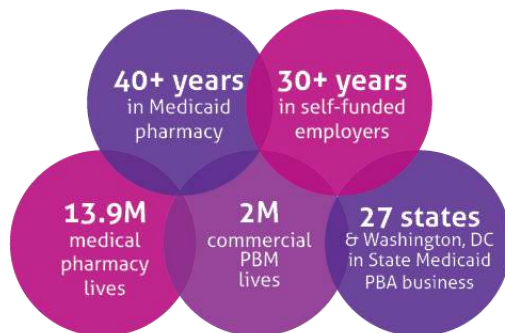 40+ years
in Medicaid
pharmacy
30+ years
in self-funded
employers
13.9M
medical
pharmacy
lives
2M
commercial
PBM
lives
27 states
& Washington, DC
in State Medicaid
PBA business